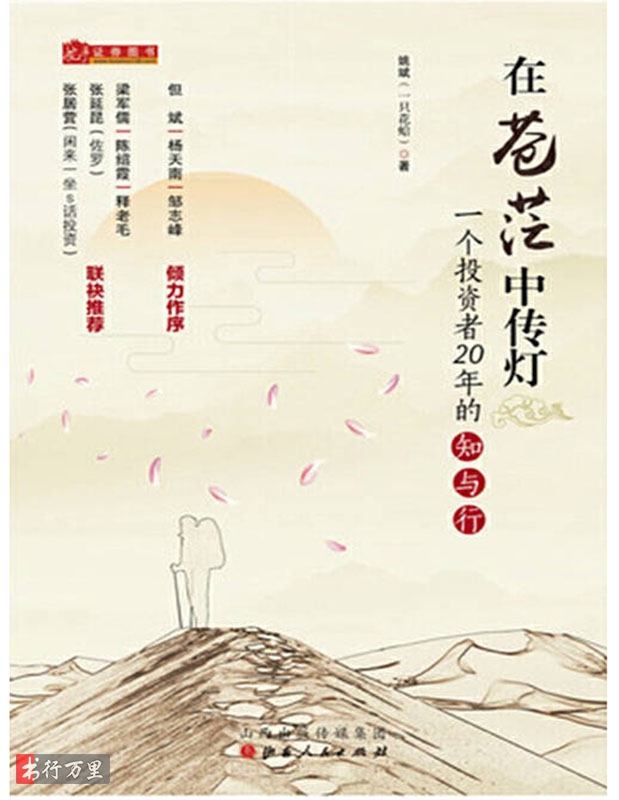 在苍茫中传灯
一个投资者20年的知与行
姚斌（一只花蛤）◎著
但 斌｜杨天南｜邹志峰
倾力作序
梁军儒｜陈绍霞｜释老毛
张延昆（佐罗）
张居营（闲来一坐s话投资）
联袂推荐
证券图书
山西出版传媒集团
山西人民出版社
书行万里